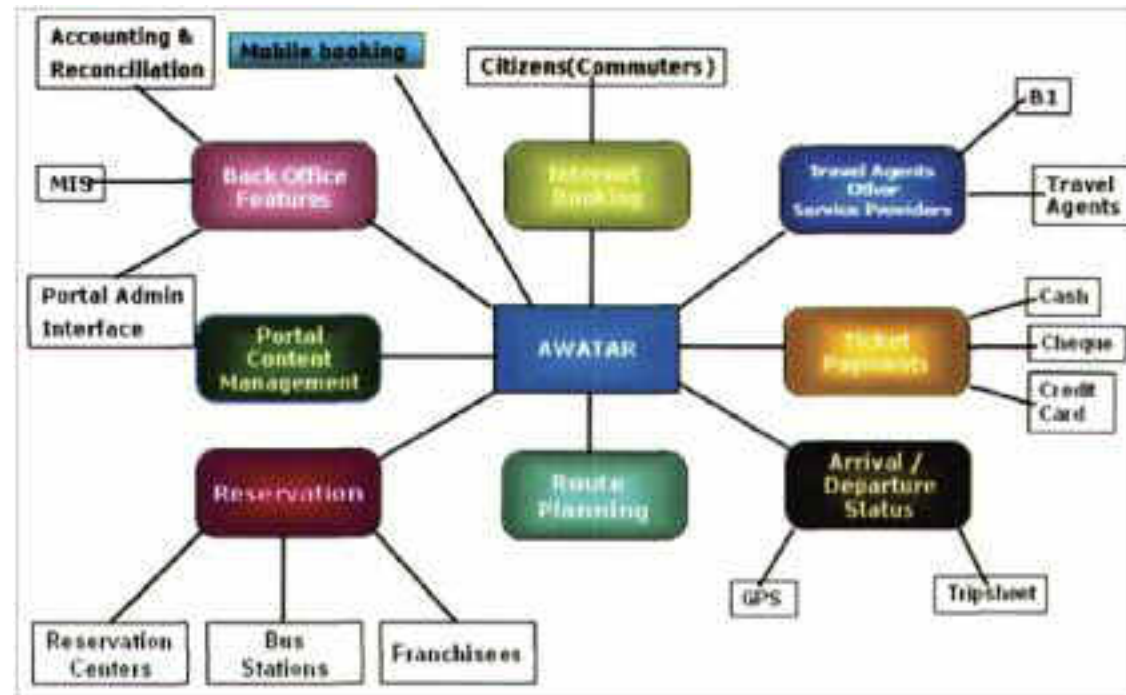 Accounting &
Reconciliation
Mobile booking
Citizens(Commuters)
B1
MIS
Back Office
Features
Internet
Booking
Travel Agents
Other
Service Providers
Travel
Agents
Portal Admin
Interface
Portal
Content
Management
AWATAR
Ticket
Payments
Cash
Cheque
Credit
Card
Reservation
Route
Planning
Arrival /
Departure
Status
GPS
Tripsheet
Reservation
Centers
Bus
Stations
Franchisees